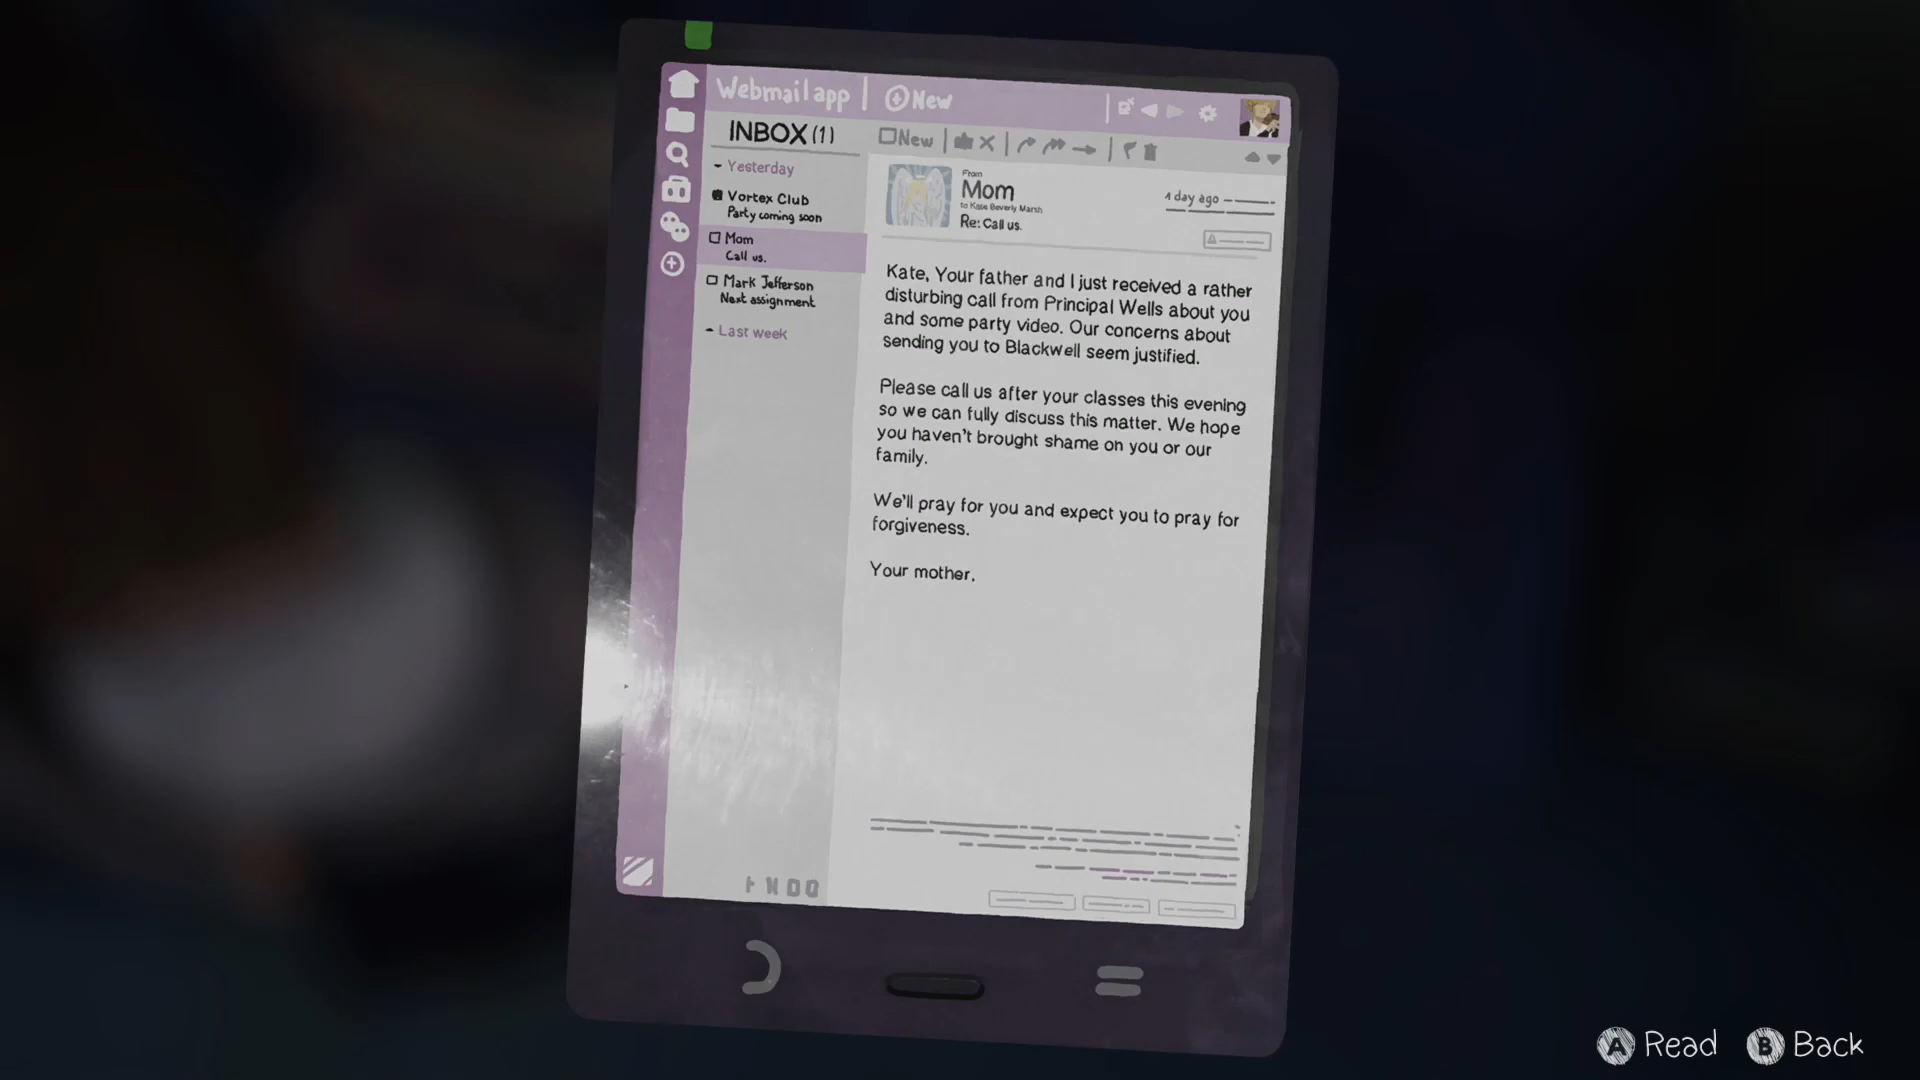 Webmail app
New
INBOX (1)
New
Yesterday
Vortex Club
Party coming soon
Mom
Call us.
Mark Jefferson
Next assignment
Last week
From
Mom
to Kate Beverly Marsh
Re: Call us.
1 day ago
Kate, Your father and I just received a rather
disturbing call from Principal Wells about you
and some party video. Our concerns about
sending you to Blackwell seem justified.
Please call us after your classes this evening
so we can fully discuss this matter. We hope
you haven't brought shame on you or our
family.
We'll pray for you and expect you to pray for
forgiveness.
Your mother.
A Read B Back